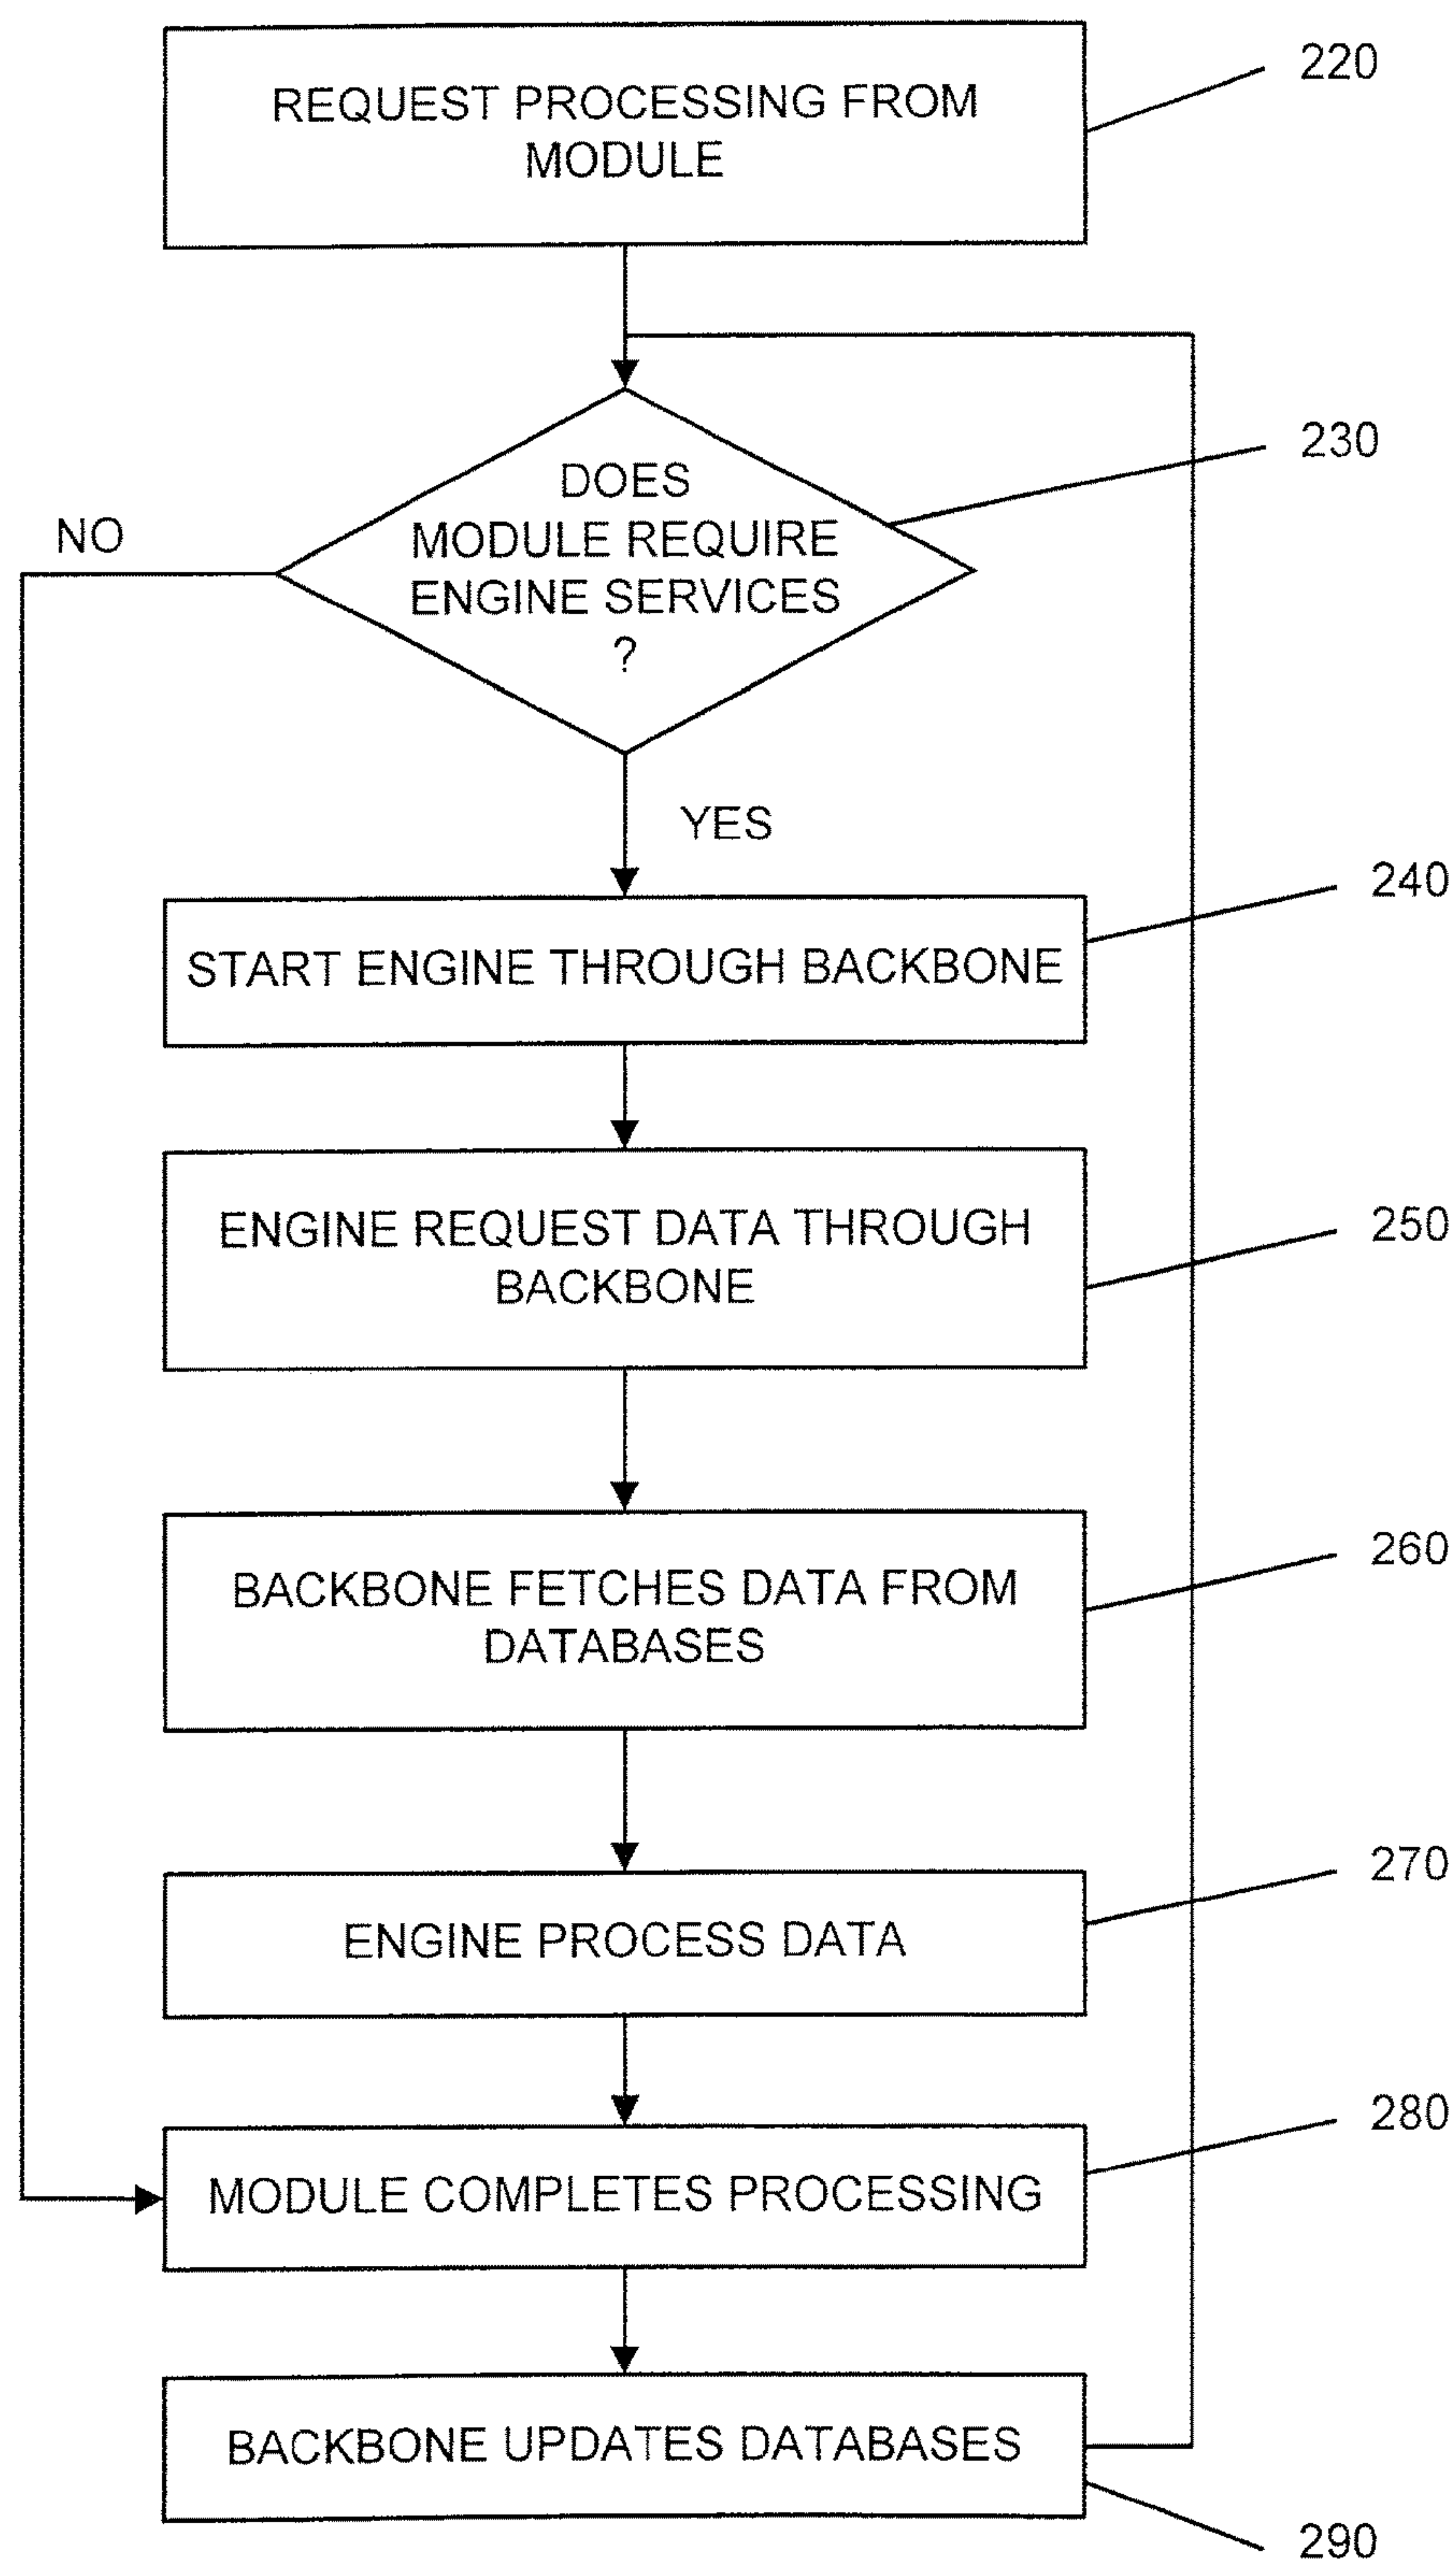 REQUEST PROCESSING FROM
MODULE
220
DOES
MODULE REQUIRE
ENGINE SERVICES
?
230
NO
YES
START ENGINE THROUGH BACKBONE
240
ENGINE REQUEST DATA THROUGH
BACKBONE
250
BACKBONE FETCHES DATA FROM
DATABASES
260
ENGINE PROCESS DATA
270
MODULE COMPLETES PROCESSING
280
BACKBONE UPDATES DATABASES
290